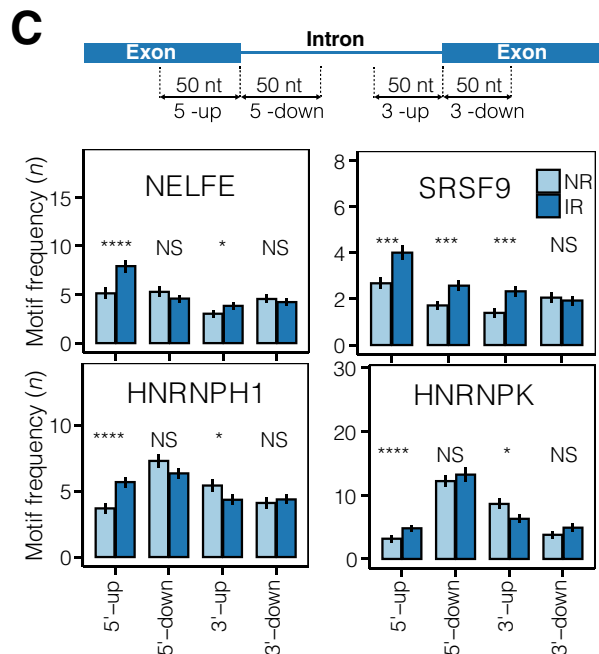 C
Intron
Exon Exon
50 nt 50 nt 50 nt 50 nt
5 -up 5 -down 3 -up 3 -down
NELFE
Motif frequency (n)
15
10
5
0
**** NS * NS
SRSF9
NR
IR
8
6
4
2
0
*** *** *** NS
HNRNPH1
Motif frequency (n)
10
5
0
**** NS * NS
5'–up 5'–down 3'–up 3'–down
HNRNPK
30
20
10
0
**** NS * NS
5'–up 5'–down 3'–up 3'–down